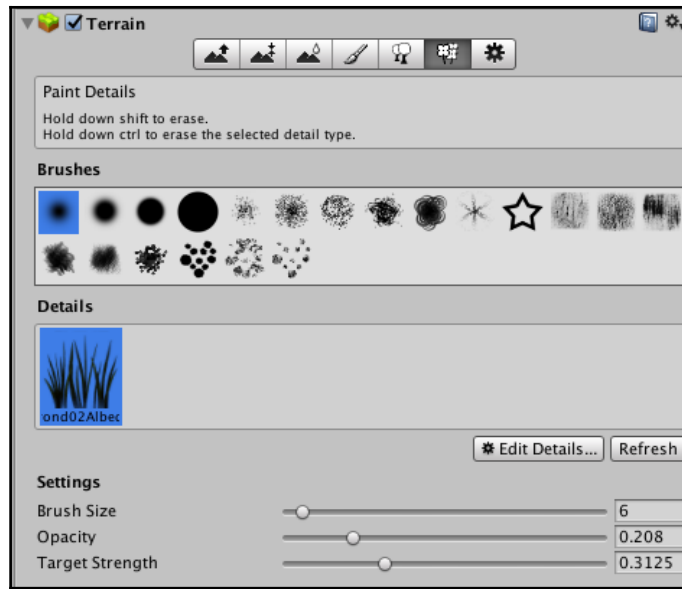 Terrain
Paint Details
Hold down shift to erase.
Hold down ctrl to erase the selected detail type.
Brushes
Details
rond02Albec
Edit Details...
Refresh
Settings
Brush Size 6
Opacity 0.208
Target Strength 0.3125